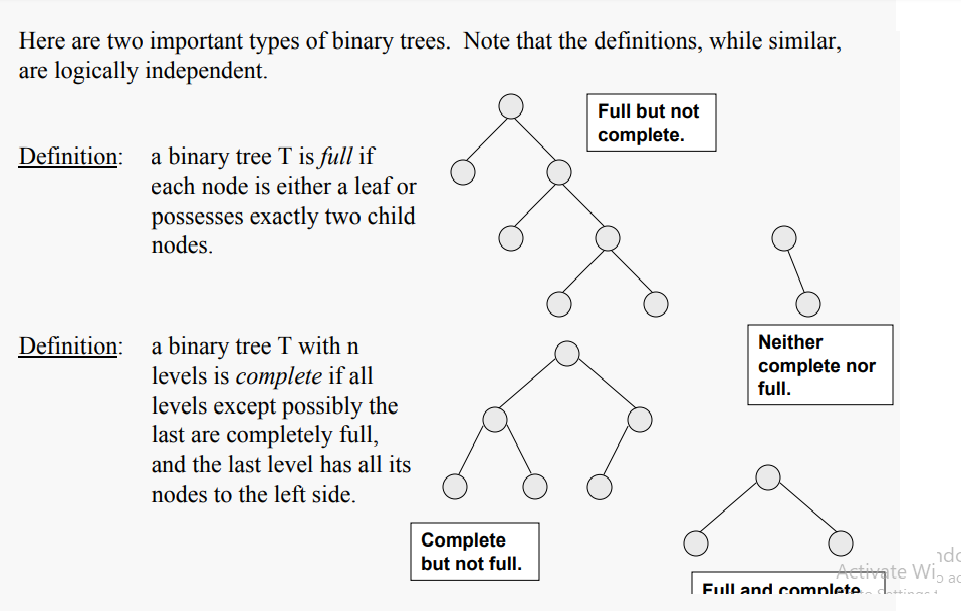 Here are two important types of binary trees. Note that the definitions, while similar,
are logically independent.
Full but not
complete.
Definition: a binary tree T is full if
each node is either a leaf or
possesses exactly two child
nodes.
Neither
complete nor
full.
Definition: a binary tree T with n
levels is complete if all
levels except possibly the
last are completely full,
and the last level has all its
nodes to the left side.
Complete
but not full.
Full and complete
Activate Wi